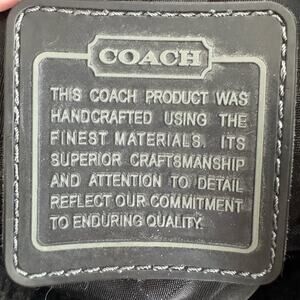 COACH
THIS COACH PRODUCT WAS
HANDCRAFTED USING THE
FINEST MATERIALS. ITS
SUPERIOR CRAFTSMANSHIP
AND ATTENTION TO DETAIL
REFLECT OUR COMMITMENT
TO ENDURING QUALITY.